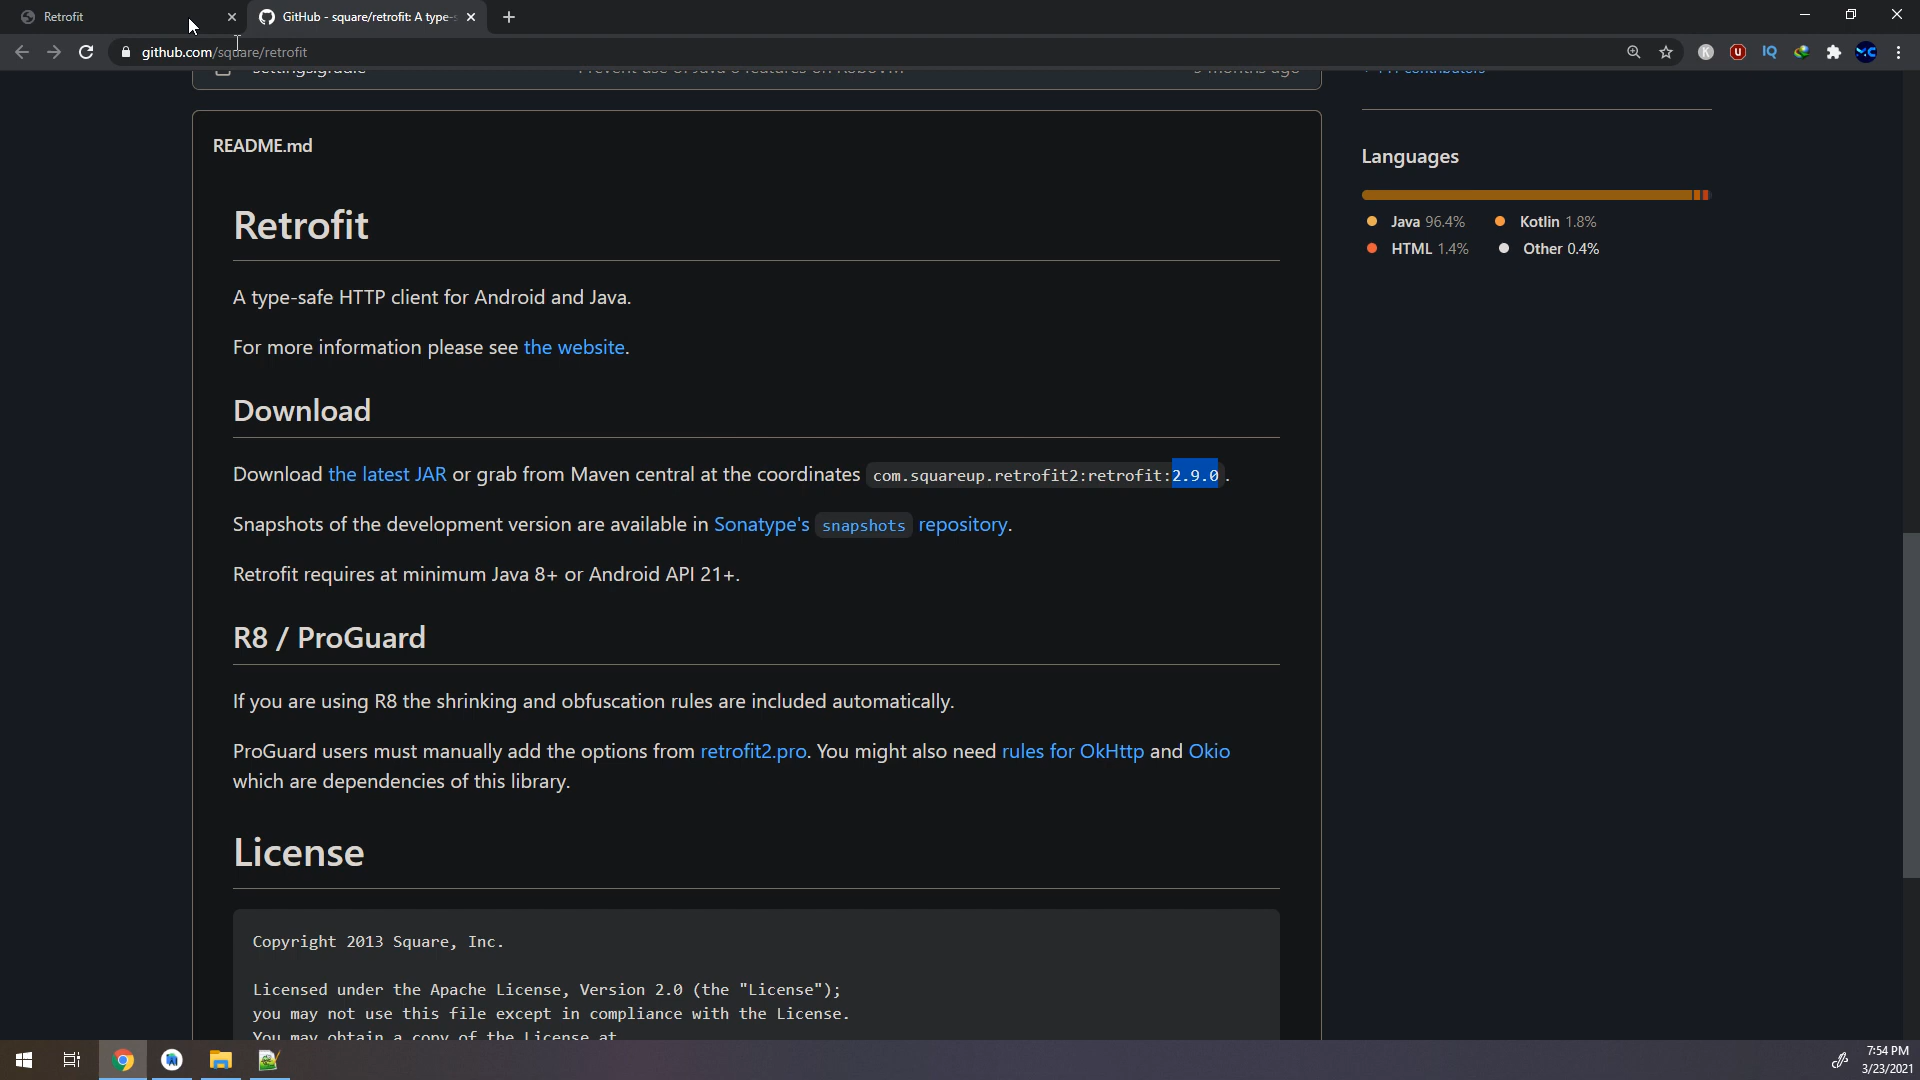 Retrofit
GitHub - square/retrofit: A type-s
github.com/square/retrofit
README.md
Retrofit
A type-safe HTTP client for Android and Java.
For more information please see the website.
Download
Download the latest JAR or grab from Maven central at the coordinates com.squareup.retrofit2:retrofit:2.9.0.
Snapshots of the development version are available in Sonatype's snapshots repository.
Retrofit requires at minimum Java 8+ or Android API 21+.
R8 / ProGuard
If you are using R8 the shrinking and obfuscation rules are included automatically.
ProGuard users must manually add the options from retrofit2.pro. You might also need rules for OkHttp and Okio
which are dependencies of this library.
License
Copyright 2013 Square, Inc.
Licensed under the Apache License, Version 2.0 (the "License");
you may not use this file except in compliance with the License.
You may obtain a copy of the License at
Languages
Java 96.4%
Kotlin 1.8%
HTML 1.4%
Other 0.4%
7:54 PM
3/23/2021